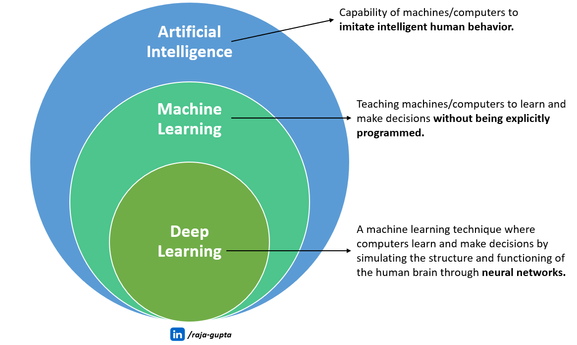 Artificial
Intelligence
Capability of machines/computers to
imitate intelligent human behavior.
Machine
Learning
Teaching machines/computers to learn and
make decisions without being explicitly
programmed.
Deep
Learning
A machine learning technique where
computers learn and make decisions by
simulating the structure and functioning of
the human brain through neural networks.
in /raja-gupta